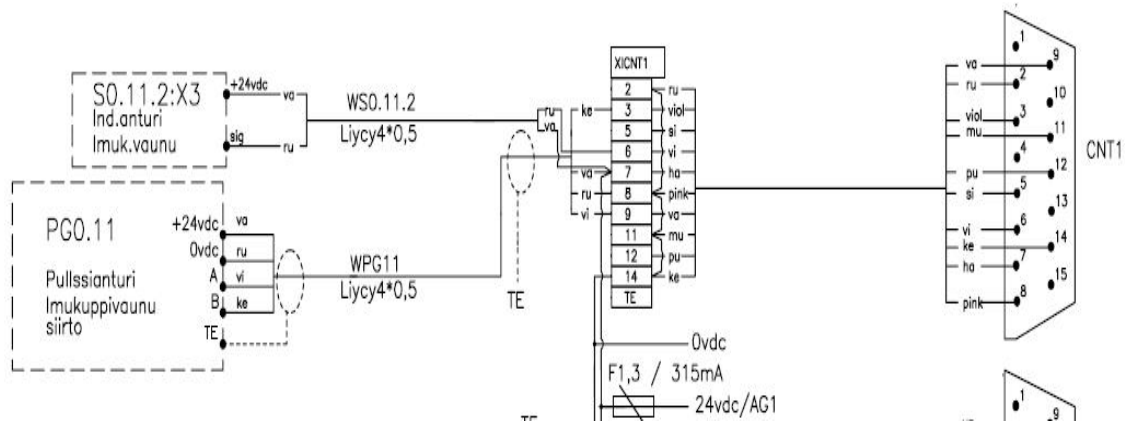 S0.11.2:X3
Ind.anturi
Imuk.vaunu
+24vdc
va
sig
ru
WS0.11.2
Liycy4*0,5
ru
va
ke
va
ru
vi
TE
PG0.11
Pullssianturi
Imukuppivaunu
siirto
+24vdc
va
0vdc
ru
A
vi
B
ke
TE
WPG11
Liycy4*0,5
XICNT1
2
ru
3
viol
5
si
6
vi
7
ha
8
pink
9
va
11
mu
12
pu
14
ke
TE
0vdc
F1,3 / 315mA
24vdc/AG1
va
ru
viol
mu
pu
si
vi
ke
ha
pink
1
9
2
10
3
11
4
12
5
13
6
14
7
15
8
CNT1
1
9